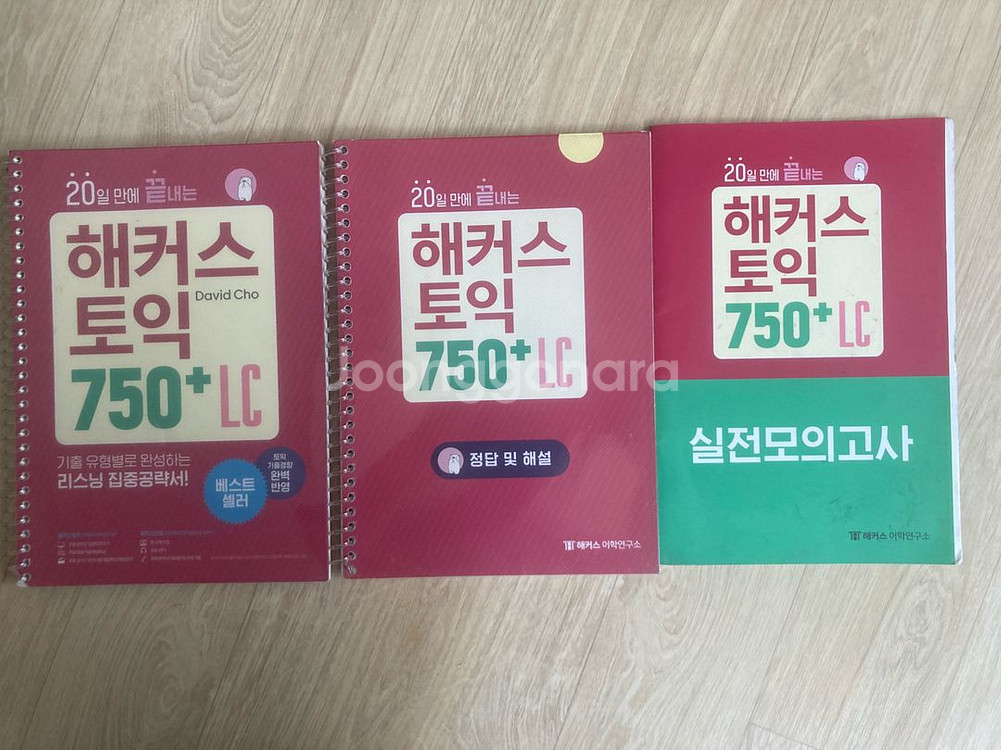 20일 만에 끝내는
해커스
토익
David Cho
750+ LC
기출 유형별로 완성하는
리스닝 집중공략서!
베스트
셀러
토익
기출경향
완벽
반영
20일 만에 끝내는
해커스
토익
750+ LC
정답 및 해설
해커스 어학연구소
20일 만에 끝내는
해커스
토익
750+ LC
실전모의고사
해커스 어학연구소
Joonggonara